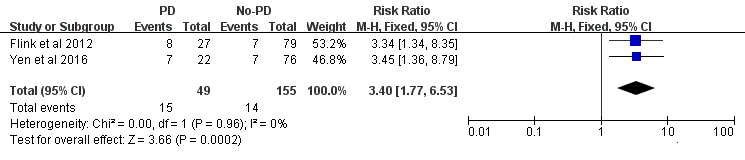 PD No-PD Risk Ratio Risk Ratio
Study or Subgroup Events Total Events Total Weight M-H, Fixed, 95% CI M-H, Fixed, 95% CI
Flink et al 2012 8 27 7 79 53.2% 3.34 [1.34, 8.35]
Yen et al 2016 7 22 7 76 46.8% 3.45 [1.36, 8.79]
Total (95% CI) 49 155 100.0% 3.40 [1.77, 6.53]
Total events 15 14
Heterogeneity: Chi² = 0.00, df = 1 (P = 0.96); I² = 0%
Test for overall effect: Z = 3.66 (P = 0.0002)
0.01 0.1 1 10 100